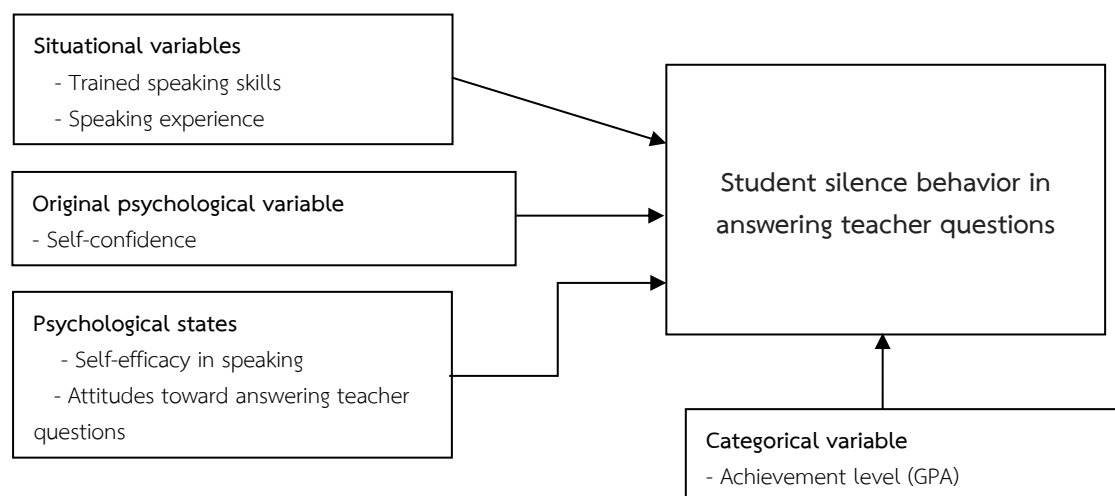 Situational variables
- Trained speaking skills
- Speaking experience
Original psychological variable
- Self-confidence
Psychological states
- Self-efficacy in speaking
- Attitudes toward answering teacher
questions
Student silence behavior in
answering teacher questions
Categorical variable
- Achievement level (GPA)